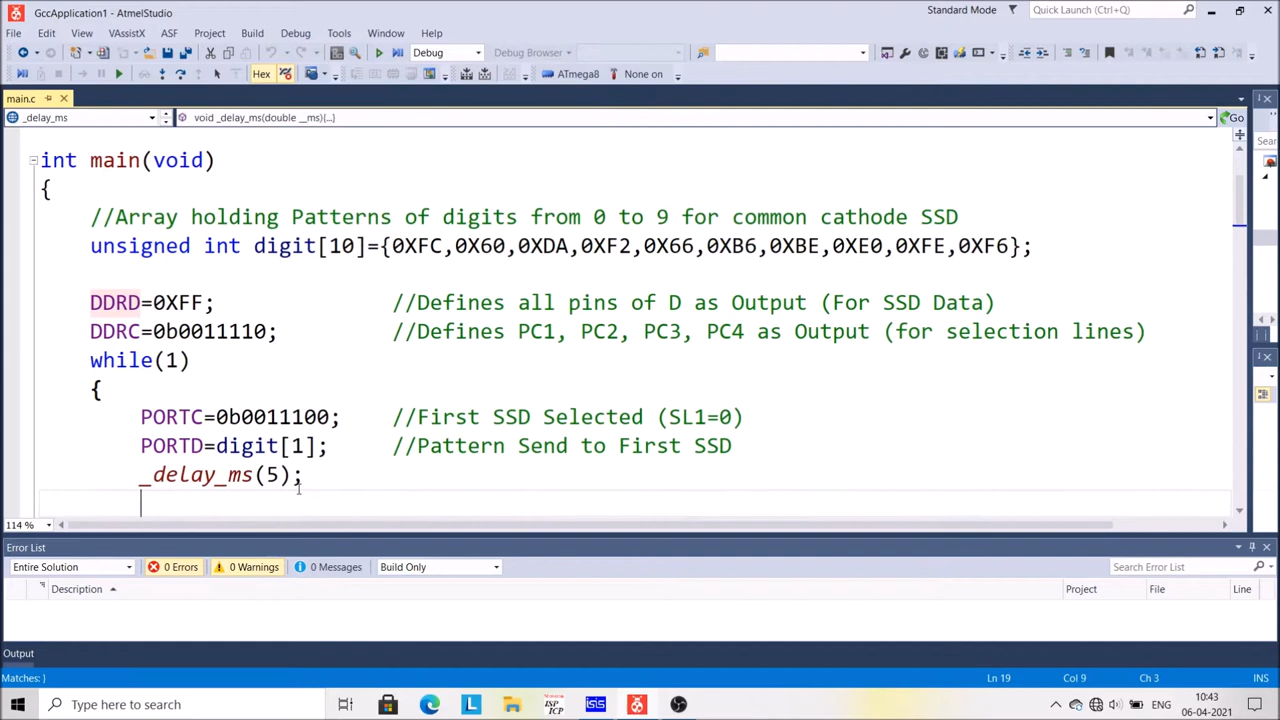 GccApplication1 - AtmelStudio
Standard Mode
Quick Launch (Ctrl+Q)
File Edit View VAssistX ASF Project Build Debug Tools Window Help
Debug
Debug Browser
Hex
ATmega8
None on
main.c
_delay_ms
void _delay_ms(double __ms){...}
Go
Sear
int main(void)
{
//Array holding Patterns of digits from 0 to 9 for common cathode SSD
unsigned int digit[10]={0XFC,0X60,0XDA,0XF2,0X66,0XB6,0XBE,0XE0,0XFE,0XF6};
DDRD=0XFF; //Defines all pins of D as Output (For SSD Data)
DDRC=0b0011110; //Defines PC1, PC2, PC3, PC4 as Output (for selection lines)
while(1)
{
PORTC=0b0011100; //First SSD Selected (SL1=0)
PORTD=digit[1]; //Pattern Send to First SSD
_delay_ms(5);
114 %
Error List
Entire Solution
0 Errors
0 Warnings
0 Messages
Build Only
Search Error List
Description
Project
File
Line
Output
Matches: }
Ln 19
Col 9
Ch 3
INS
Type here to search
L
ISP
ICP
isis
ENG
10:43
06-04-2021